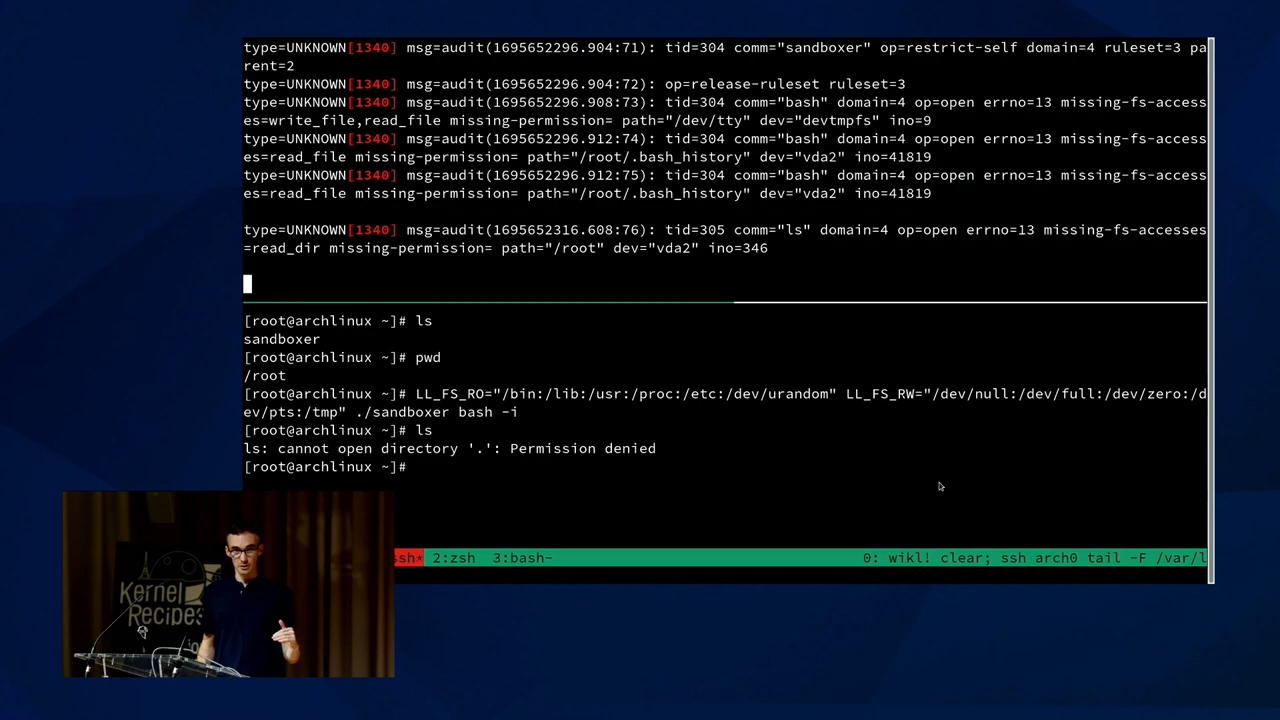 type=UNKNOWN[1340] msg=audit(1695652296.904:71): tid=304 comm="sandboxer" op=restrict-self domain=4 ruleset=3 pa
rent=2
type=UNKNOWN[1340] msg=audit(1695652296.904:72): op=release-ruleset ruleset=3
type=UNKNOWN[1340] msg=audit(1695652296.908:73): tid=304 comm="bash" domain=4 op=open errno=13 missing-fs-access
es=write_file,read_file missing-permission= path="/dev/tty" dev="devtmpfs" ino=9
type=UNKNOWN[1340] msg=audit(1695652296.912:74): tid=304 comm="bash" domain=4 op=open errno=13 missing-fs-access
es=read_file missing-permission= path="/root/.bash_history" dev="vda2" ino=41819
type=UNKNOWN[1340] msg=audit(1695652296.912:75): tid=304 comm="bash" domain=4 op=open errno=13 missing-fs-access
es=read_file missing-permission= path="/root/.bash_history" dev="vda2" ino=41819
type=UNKNOWN[1340] msg=audit(1695652316.608:76): tid=305 comm="ls" domain=4 op=open errno=13 missing-fs-accesses
=read_dir missing-permission= path="/root" dev="vda2" ino=346
[root@archlinux ~]# ls
sandboxer
[root@archlinux ~]# pwd
/root
[root@archlinux ~]# LL_FS_RO="/bin:/lib:/usr:/proc:/etc:/dev/urandom" LL_FS_RW="/dev/null:/dev/full:/dev/zero:/d
ev/pts:/tmp" ./sandboxer bash -i
[root@archlinux ~]# ls
ls: cannot open directory '.': Permission denied
[root@archlinux ~]#
ssh* 2:zsh 3:bash- 0: wikl! clear; ssh arch0 tail -F /var/l
Kernel
Recipes